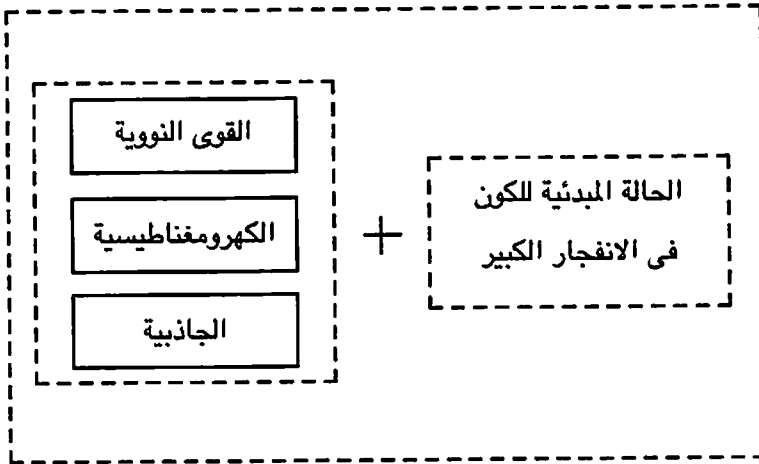 القوى النووية
الكهرومغناطيسية
الجاذبية
+
الحالة المبدئية للكون
فى الانفجار الكبير